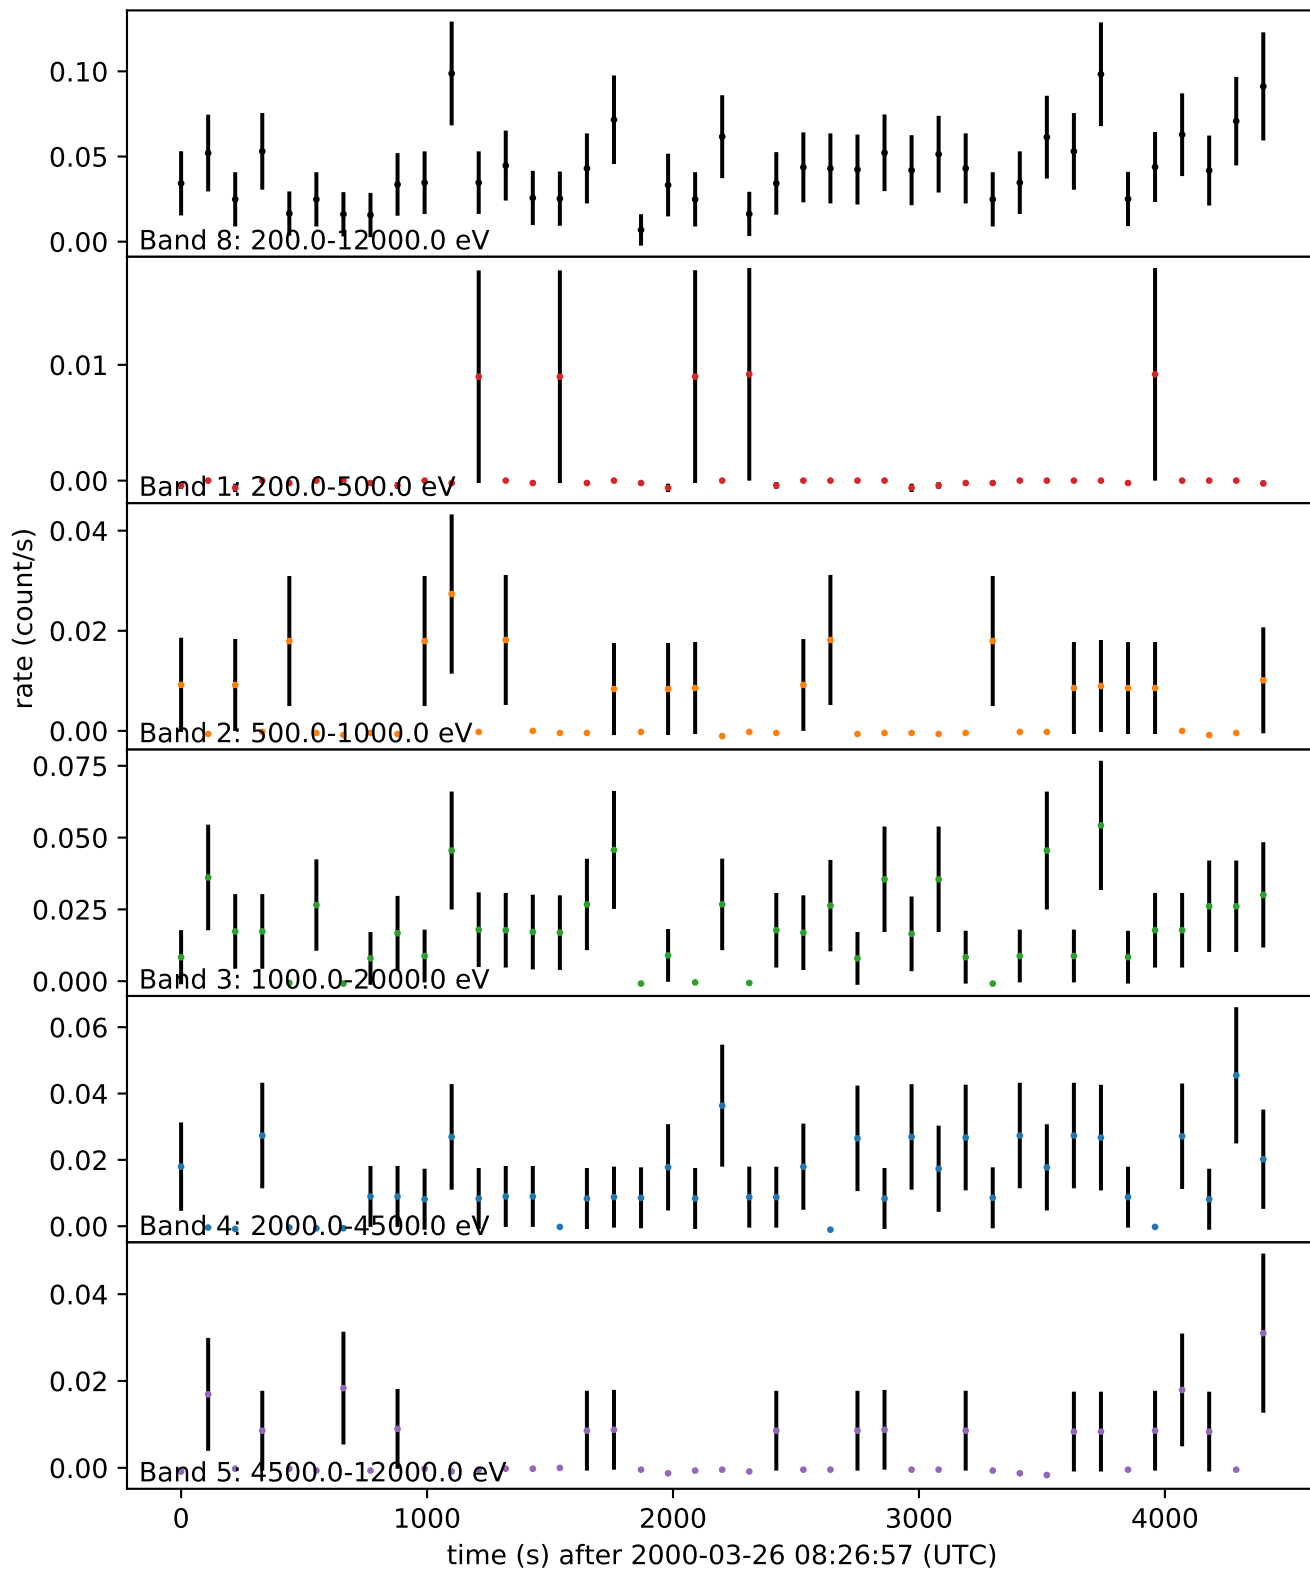 0.10
0.05
0.00
Band 8: 200.0-12000.0 eV
0.01
0.00
Band 1: 200.0-500.0 eV
0.04
0.02
0.00
Band 2: 500.0-1000.0 eV
rate (count/s)
0.075
0.050
0.025
0.000
Band 3: 1000.0-2000.0 eV
0.06
0.04
0.02
0.00
Band 4: 2000.0-4500.0 eV
0.04
0.02
0.00
Band 5: 4500.0-12000.0 eV
0 1000 2000 3000 4000
time (s) after 2000-03-26 08:26:57 (UTC)